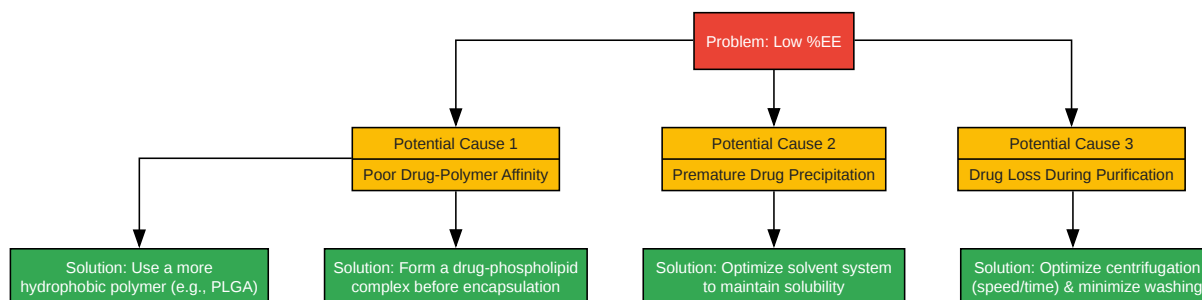 Problem: Low %EE
Potential Cause 1
Poor Drug-Polymer Affinity
Potential Cause 2
Premature Drug Precipitation
Potential Cause 3
Drug Loss During Purification
Solution: Use a more
hydrophobic polymer (e.g., PLGA)
Solution: Form a drug-phospholipid
complex before encapsulation
Solution: Optimize solvent system
to maintain solubility
Solution: Optimize centrifugation
(speed/time) & minimize washing